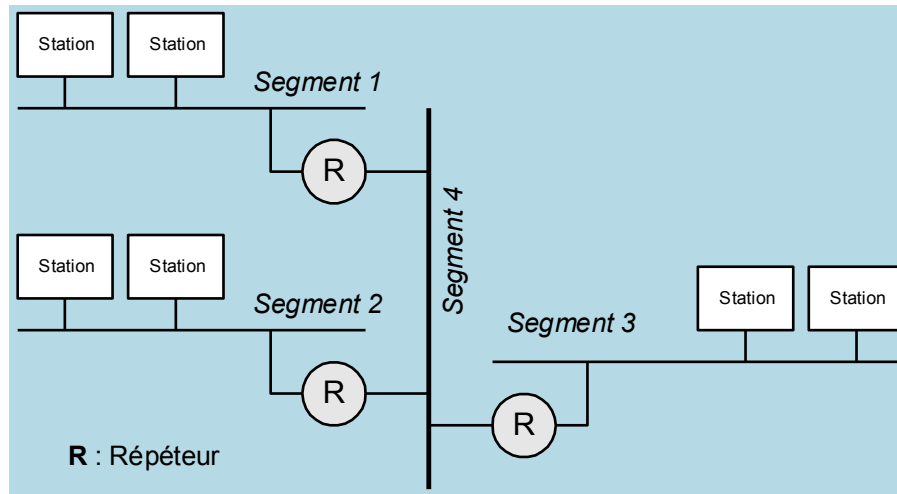 Station
Station
Segment 1
R
Segment 4
Station
Station
Segment 2
R
Station
Station
Segment 3
R
R : Répéteur